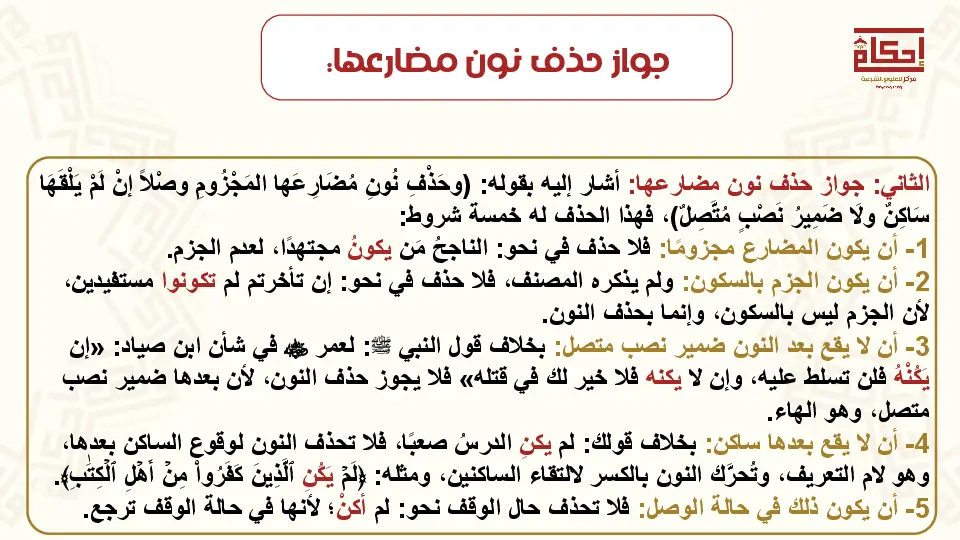 جواز حذف نون مضارعها:
إحكام
مركز للعلوم الشرعية
الثاني: جواز حذف نون مضارعها: أشار إليه بقوله: (وحَذْفِ نُونِ مُضَارِعَها المَجْزُومِ وصْلاً إنْ لَمْ يَلْقَهَا
سَاكِنٌ ولَا ضَمِيرُ نَصْبٍ مُتَّصِلٌ)، فهذا الحذف له خمسة شروط:
1- أن يكون المضارع مجزومًا: فلا حذف في نحو: الناجحُ مَن يكونُ مجتهدًا، لعدم الجزم.
2- أن يكون الجزم بالسكون: ولم يذكره المصنف، فلا حذف في نحو: إن تأخرتم لم تكونوا مستفيدين،
لأن الجزم ليس بالسكون، وإنما بحذف النون.
3- أن لا يقع بعد النون ضمير نصب متصل: بخلاف قول النبي ﷺ: لعمر ؓ في شأن ابن صياد: «إن
يَكُنْهُ فلن تسلط عليه، وإن لا يكنه فلا خير لك في قتله» فلا يجوز حذف النون، لأن بعدها ضمير نصب
متصل، وهو الهاء.
4- أن لا يقع بعدها ساكن: بخلاف قولك: لم يكنِ الدرسُ صعبًا، فلا تحذف النون لوقوع الساكن بعدها،
وهو لام التعريف، وتُحرَّك النون بالكسر لالتقاء الساكنين، ومثله: ﴿لَمۡ يَكُنِ ٱلَّذِينَ كَفَرُواْ مِنۡ أَهۡلِ ٱلۡكِتَٰبِ﴾.
5- أن يكون ذلك في حالة الوصل: فلا تحذف حال الوقف نحو: لم أكنْ؛ لأنها في حالة الوقف ترجع.